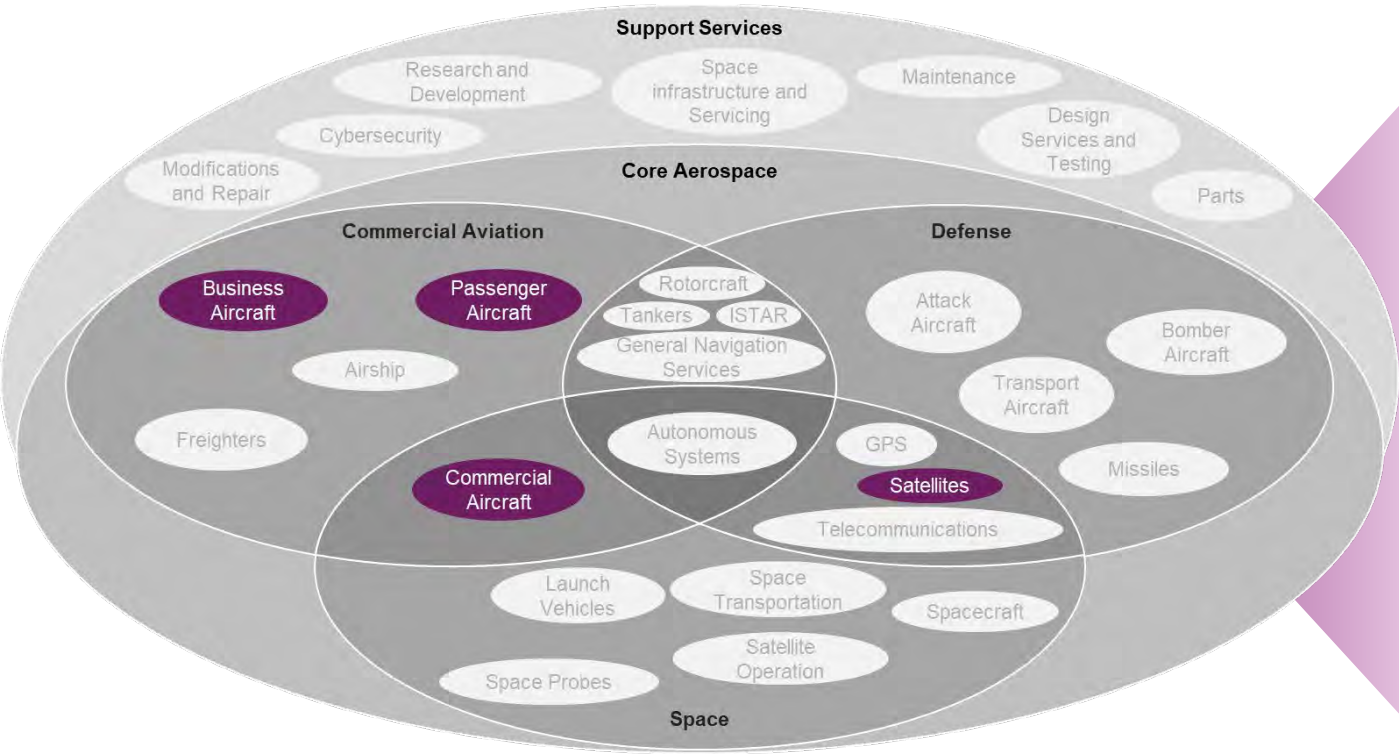 Support Services
Research and
Development
Space
infrastructure and
Servicing
Maintenance
Cybersecurity
Design
Services and
Testing
Modifications
and Repair
Parts
Core Aerospace
Commercial Aviation
Defense
Business
Aircraft
Passenger
Aircraft
Rotorcraft
Tankers
ISTAR
General Navigation
Services
Attack
Aircraft
Bomber
Aircraft
Airship
Transport
Aircraft
Freighters
Autonomous
Systems
GPS
Missiles
Commercial
Aircraft
Satellites
Telecommunications
Launch
Vehicles
Space
Transportation
Spacecraft
Satellite
Operation
Space Probes
Space